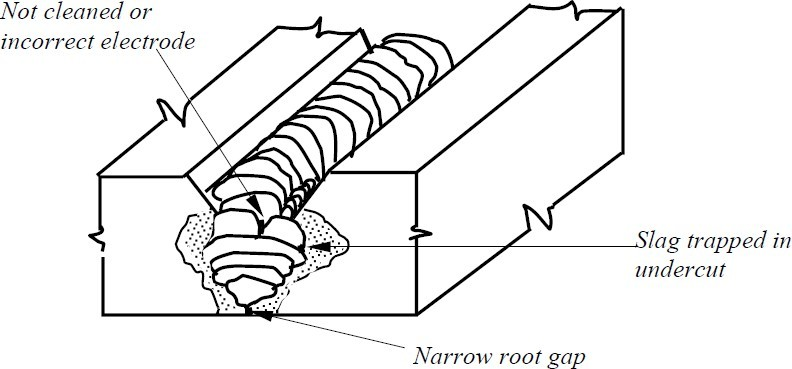 Not cleaned or
incorrect electrode
Slag trapped in
undercut
Narrow root gap